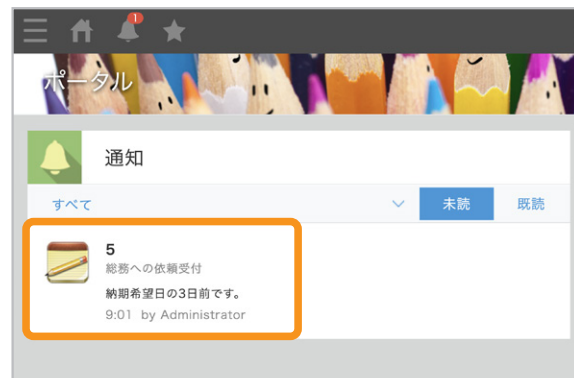 1
ポータル
通知
すべて 未読 既読
5
総務への依頼受付
納期希望日の3日前です。
9:01 by Administrator